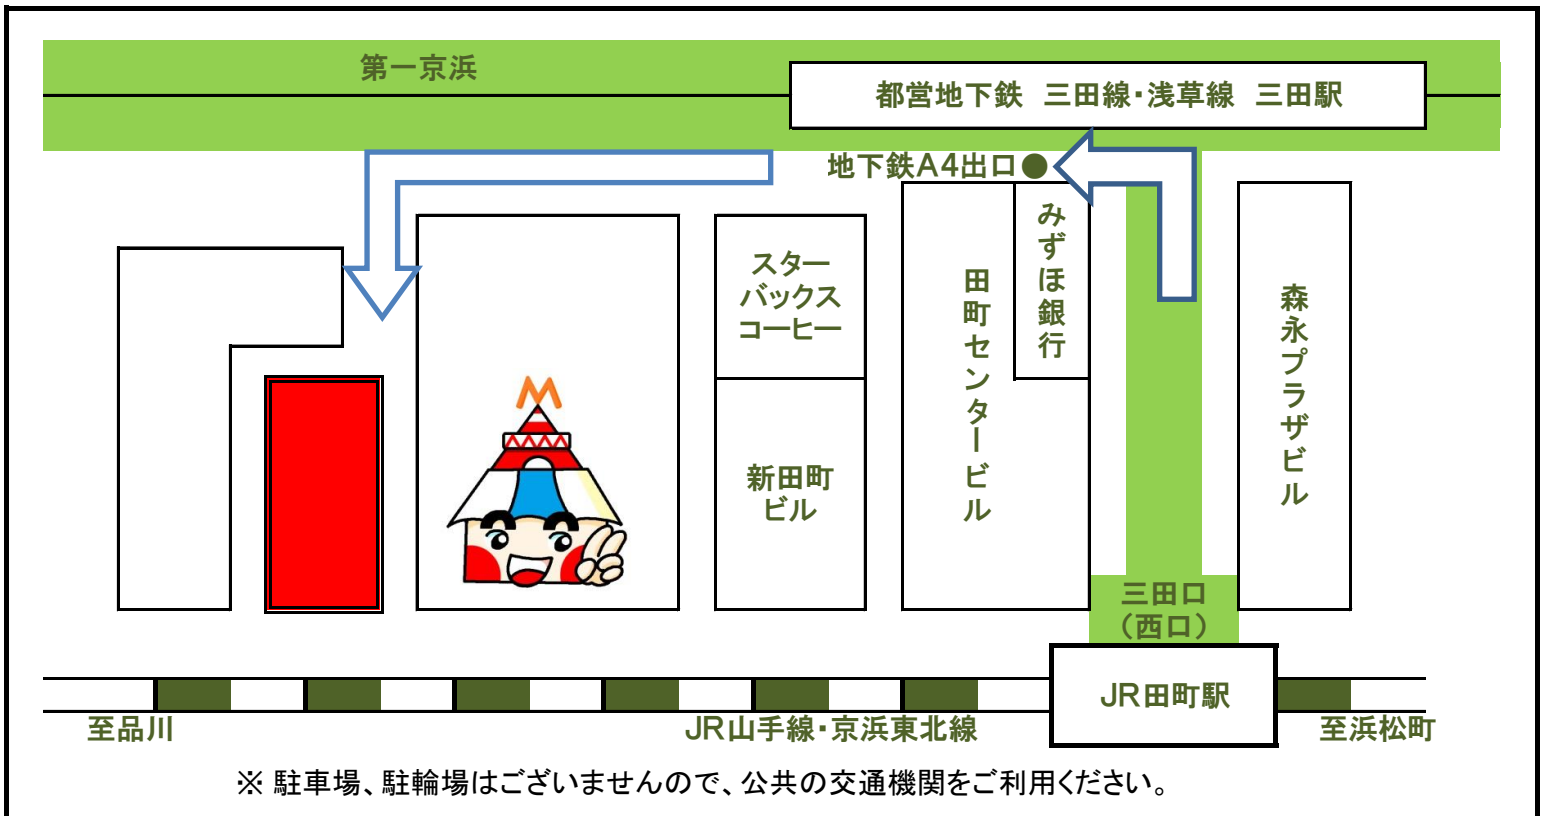 第一京浜
都営地下鉄 三田線・浅草線 三田駅
地下鉄A4出口●
みずほ銀行
スター
バックス
コーヒー
田町センタービル
森永プラザビル
M
新田町
ビル
三田口
(西口)
JR田町駅
至品川
JR山手線・京浜東北線
至浜松町
※ 駐車場、駐輪場はございませんので、公共の交通機関をご利用ください。